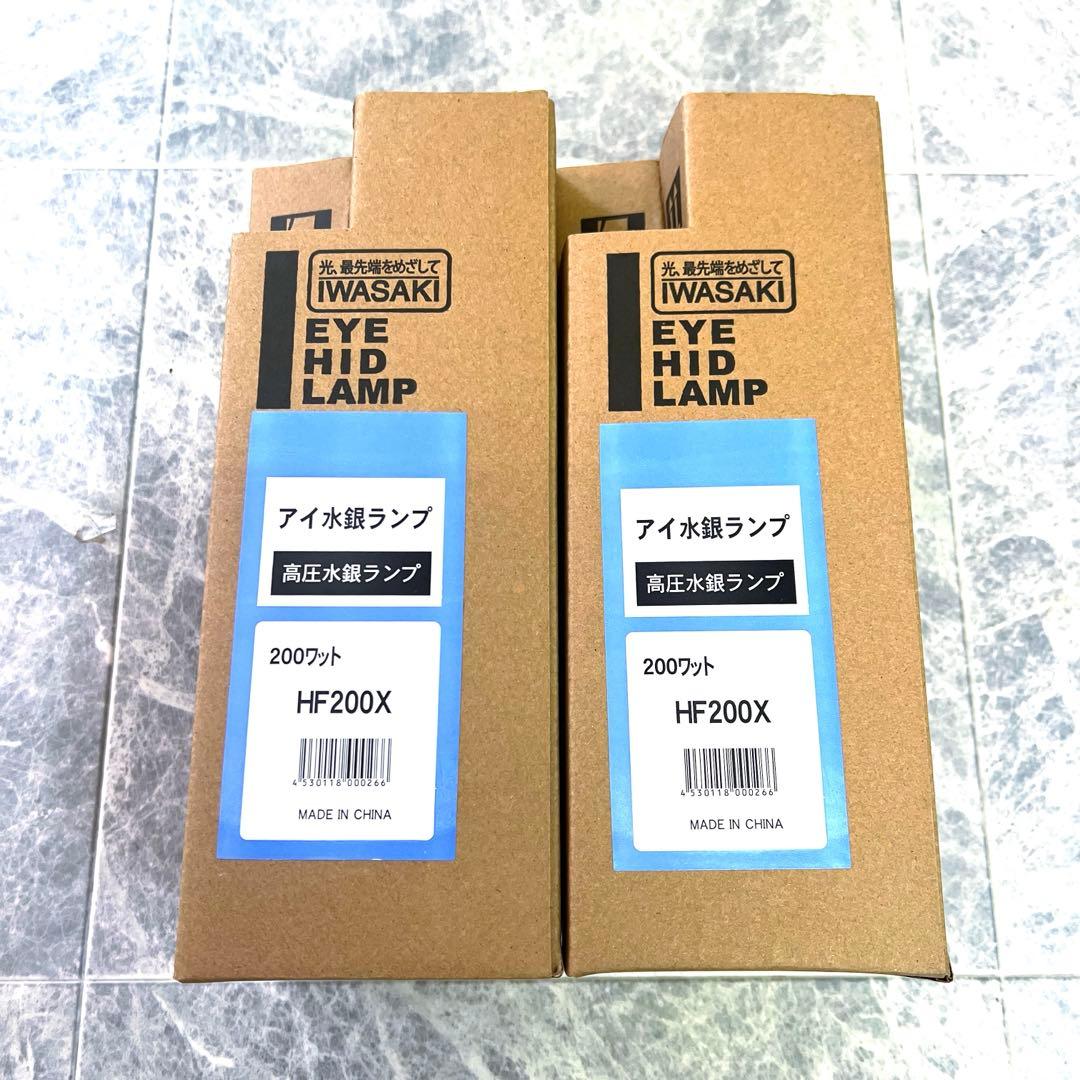 光、最先端をめざして
IWASAKI
EYE
HID
LAMP
アイ水銀ランプ
高圧水銀ランプ
200ワット
HF200X
4 530118 000266
MADE IN CHINA
光、最先端をめざして
IWASAKI
EYE
HID
LAMP
アイ水銀ランプ
高圧水銀ランプ
200ワット
HF200X
4 530118 000266
MADE IN CHINA